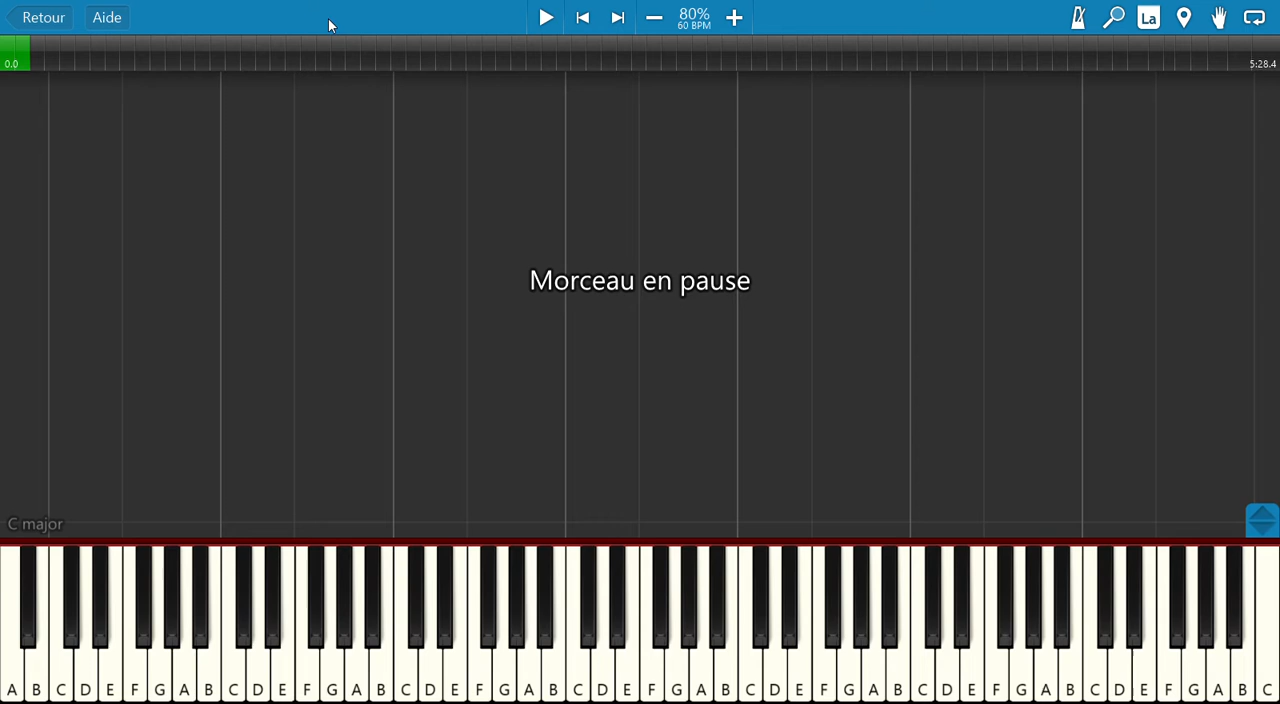 Retour Aide 80% La
60 BPM
0.0 5:28.4
Morceau en pause
C major
A B C D E F G A B C D E F G A B C D E F G A B C D E F G A B C D E F G A B C D E F G A B C D E F G A B C